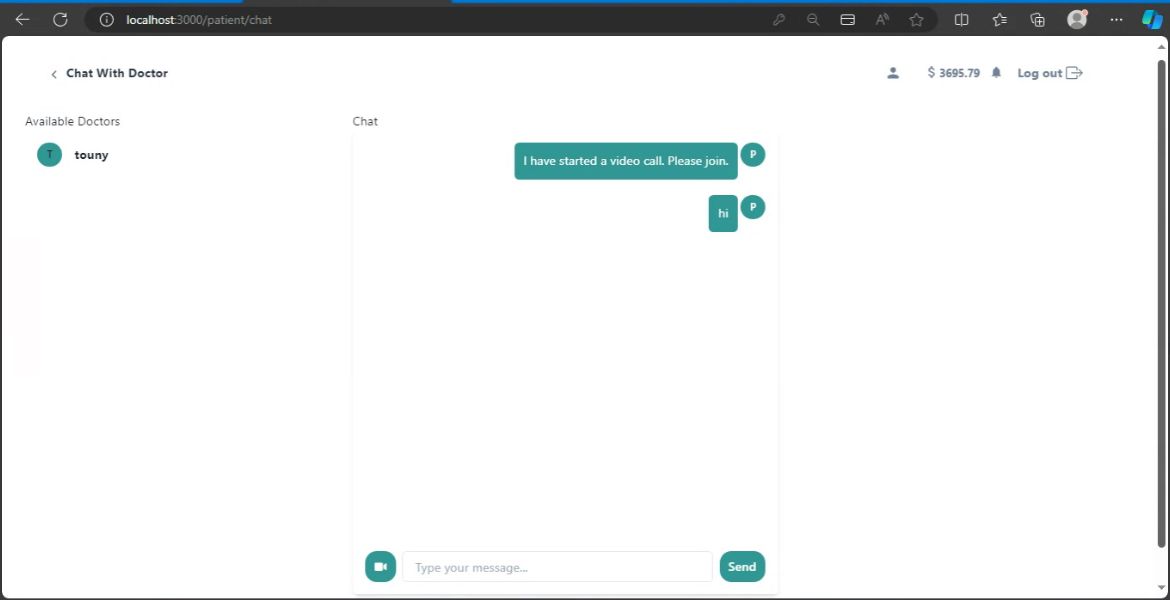 localhost:3000/patient/chat
Chat With Doctor
$ 3695.79
Log out
Available Doctors
Chat
T
touny
I have started a video call. Please join.
P
hi
P
Type your message...
Send